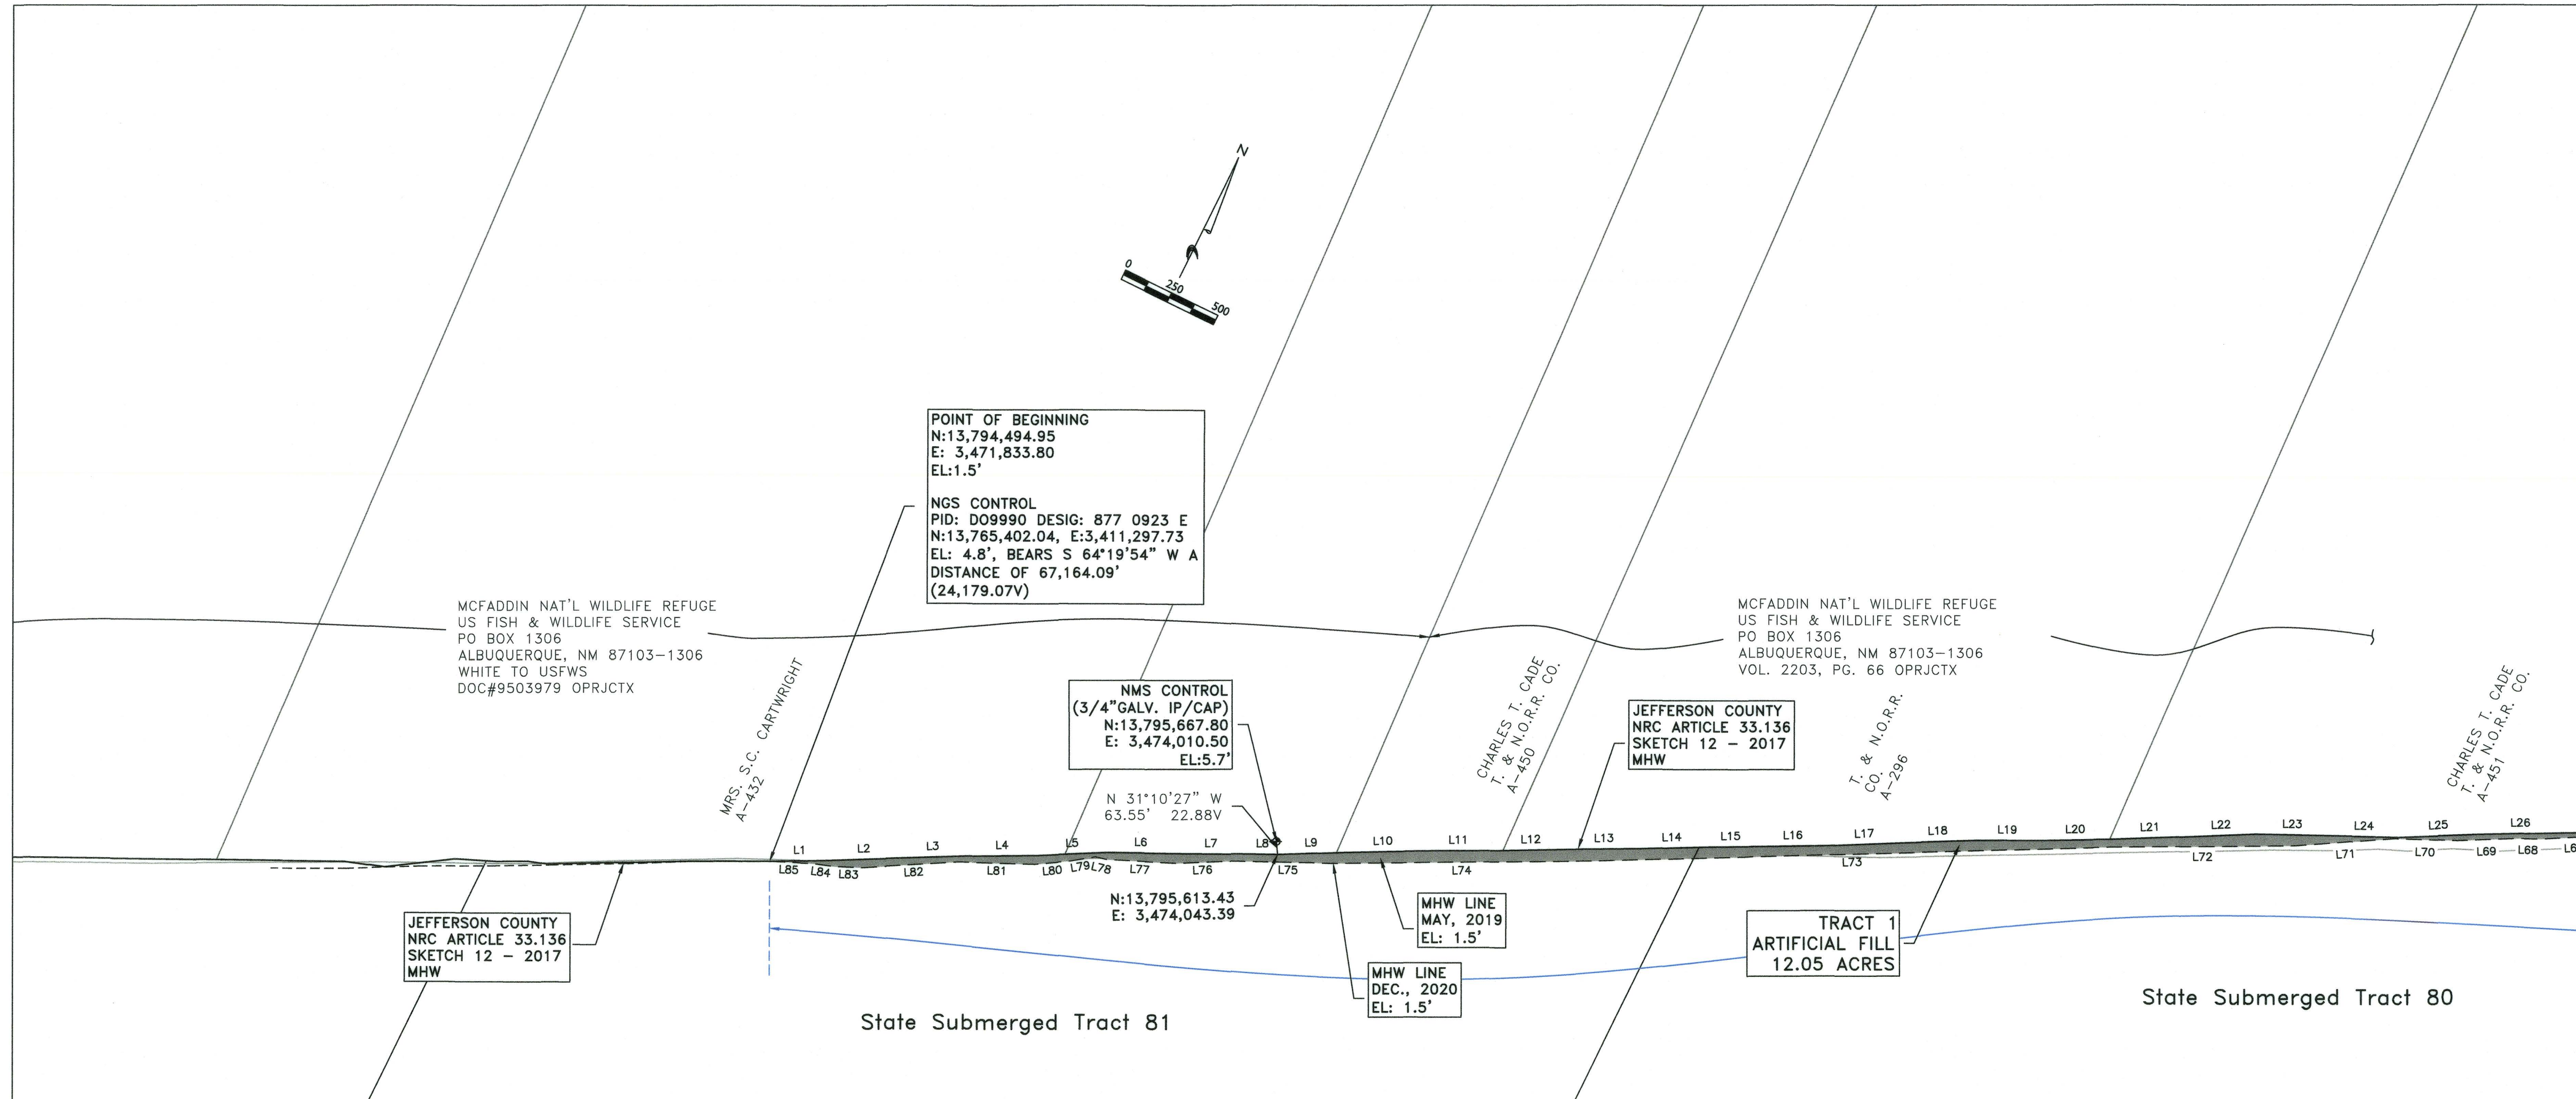 N
0
250
500
POINT OF BEGINNING
N:13,794,494.95
E: 3,471,833.80
EL:1.5'
NGS CONTROL
PID: DO9990 DESIG: 877 0923 E
N:13,765,402.04, E:3,411,297.73
EL: 4.8', BEARS S 64°19'54" W A
DISTANCE OF 67,164.09'
(24,179.07V)
MCFADDIN NAT'L WILDLIFE REFUGE
US FISH & WILDLIFE SERVICE
PO BOX 1306
ALBUQUERQUE, NM 87103-1306
WHITE TO USFWS
DOC#9503979 OPRJCTX
MCFADDIN NAT'L WILDLIFE REFUGE
US FISH & WILDLIFE SERVICE
PO BOX 1306
ALBUQUERQUE, NM 87103-1306
VOL. 2203, PG. 66 OPRJCTX
MRS. S.C. CARTWRIGHT
A-432
NMS CONTROL
(3/4"GALV. IP/CAP)
N:13,795,667.80
E: 3,474,010.50
EL:5.7'
N 31°10'27" W
63.55' 22.88V
CHARLES T. CADE
T. & N.O.R.R. CO.
A-450
JEFFERSON COUNTY
NRC ARTICLE 33.136
SKETCH 12 - 2017
MHW
T. & N.O.R.R.
CO.
A-296
CHARLES T. CADE
T. & N.O.R.R. CO.
A-451
L1 L2 L3 L4 L5 L6 L7 L8 L9 L10 L11 L12 L13 L14 L15 L16 L17 L18 L19 L20 L21 L22 L23 L24 L25 L26
L85 L84 L83 L82 L81 L80 L79 L78 L77 L76 L75 L74 L73 L72 L71 L70 L69 L68
N:13,795,613.43
E: 3,474,043.39
JEFFERSON COUNTY
NRC ARTICLE 33.136
SKETCH 12 - 2017
MHW
MHW LINE
MAY, 2019
EL: 1.5'
MHW LINE
DEC., 2020
EL: 1.5'
TRACT 1
ARTIFICIAL FILL
12.05 ACRES
State Submerged Tract 81
State Submerged Tract 80